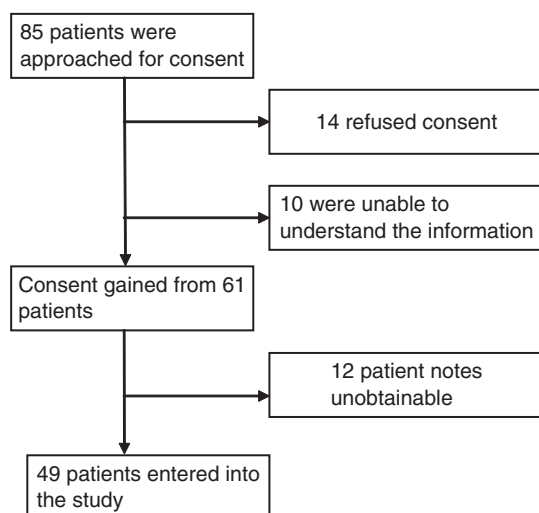 85 patients were
approached for consent
14 refused consent
10 were unable to
understand the information
Consent gained from 61
patients
12 patient notes
unobtainable
49 patients entered into
the study